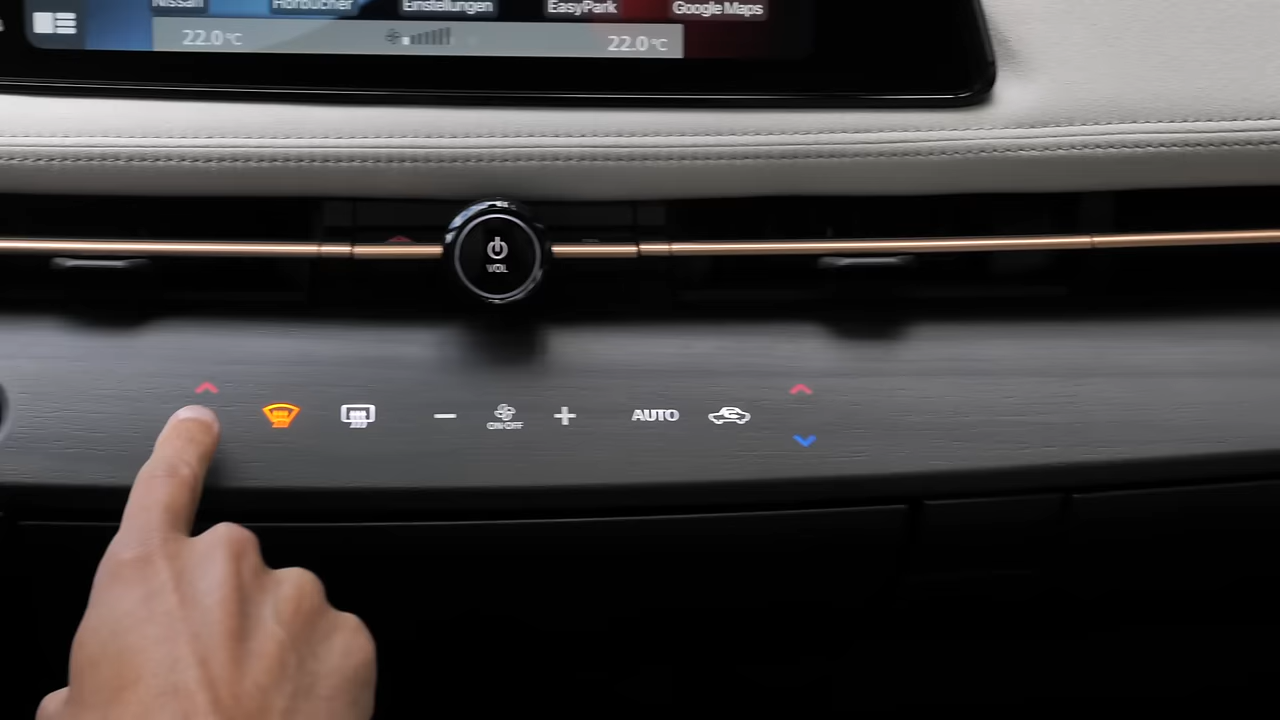 Nissan Hörbücher Einstellungen EasyPark Google Maps
22.0°C 22.0°C
VOL
ON·OFF AUTO